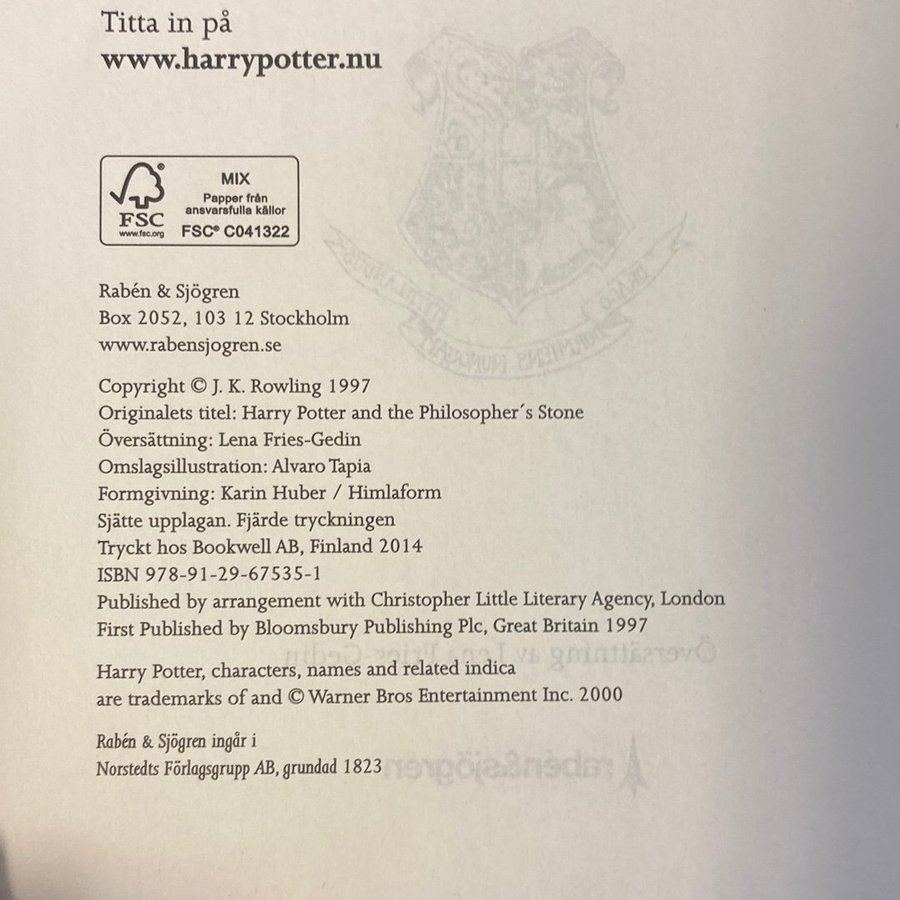 Titta in på
www.harrypotter.nu
FSC
www.fsc.org
MIX
Papper från
ansvarsfulla källor
FSC® C041322
Rabén & Sjögren
Box 2052, 103 12 Stockholm
www.rabensjogren.se
Copyright © J. K. Rowling 1997
Originalets titel: Harry Potter and the Philosopher´s Stone
Översättning: Lena Fries-Gedin
Omslagsillustration: Alvaro Tapia
Formgivning: Karin Huber / Himlaform
Sjätte upplagan. Fjärde tryckningen
Tryckt hos Bookwell AB, Finland 2014
ISBN 978-91-29-67535-1
Published by arrangement with Christopher Little Literary Agency, London
First Published by Bloomsbury Publishing Plc, Great Britain 1997
Harry Potter, characters, names and related indica
are trademarks of and © Warner Bros Entertainment Inc. 2000
Rabén & Sjögren ingår i
Norstedts Förlagsgrupp AB, grundad 1823